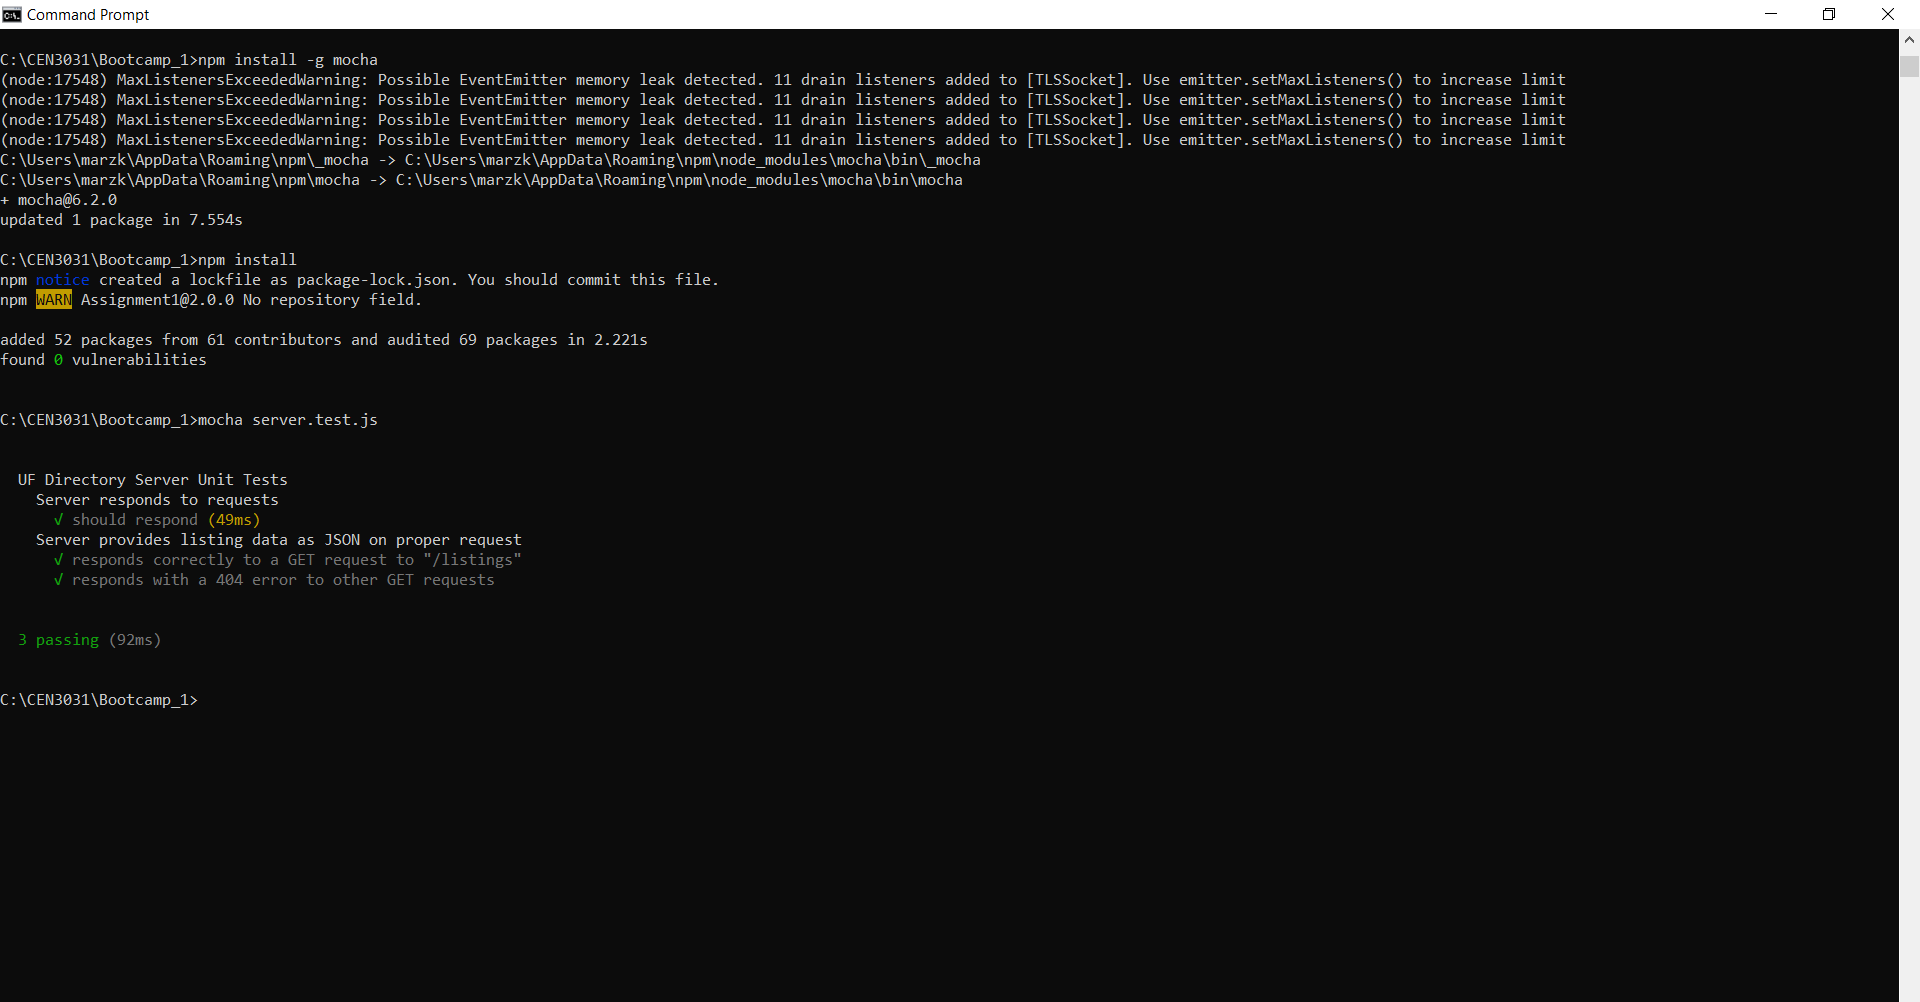 Command Prompt
C:\CEN3031\Bootcamp_1>npm install -g mocha
(node:17548) MaxListenersExceededWarning: Possible EventEmitter memory leak detected. 11 drain listeners added to [TLSSocket]. Use emitter.setMaxListeners() to increase limit
(node:17548) MaxListenersExceededWarning: Possible EventEmitter memory leak detected. 11 drain listeners added to [TLSSocket]. Use emitter.setMaxListeners() to increase limit
(node:17548) MaxListenersExceededWarning: Possible EventEmitter memory leak detected. 11 drain listeners added to [TLSSocket]. Use emitter.setMaxListeners() to increase limit
(node:17548) MaxListenersExceededWarning: Possible EventEmitter memory leak detected. 11 drain listeners added to [TLSSocket]. Use emitter.setMaxListeners() to increase limit
C:\Users\marzk\AppData\Roaming\npm\_mocha -> C:\Users\marzk\AppData\Roaming\npm\node_modules\mocha\bin\_mocha
C:\Users\marzk\AppData\Roaming\npm\mocha -> C:\Users\marzk\AppData\Roaming\npm\node_modules\mocha\bin\mocha
+ mocha@6.2.0
updated 1 package in 7.554s
C:\CEN3031\Bootcamp_1>npm install
npm notice created a lockfile as package-lock.json. You should commit this file.
npm WARN Assignment1@2.0.0 No repository field.
added 52 packages from 61 contributors and audited 69 packages in 2.221s
found 0 vulnerabilities
C:\CEN3031\Bootcamp_1>mocha server.test.js
UF Directory Server Unit Tests
Server responds to requests
√ should respond (49ms)
Server provides listing data as JSON on proper request
√ responds correctly to a GET request to "/listings"
√ responds with a 404 error to other GET requests
3 passing (92ms)
C:\CEN3031\Bootcamp_1>